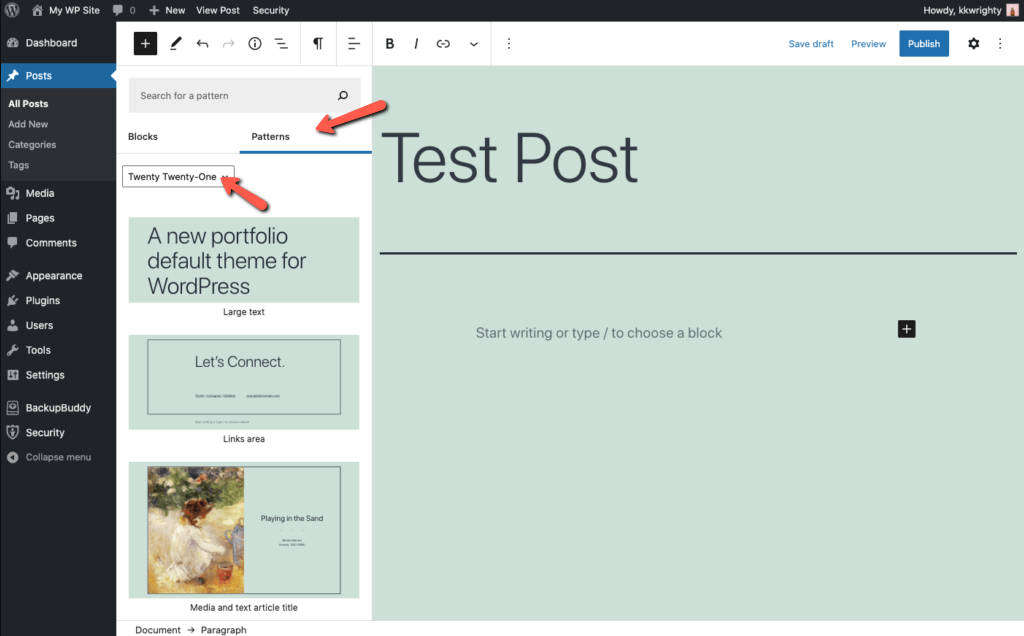 My WP Site 0 New View Post Security Howdy, kkwrighty
Dashboard
Posts
All Posts
Add New
Categories
Tags
Media
Pages
Comments
Appearance
Plugins
Users
Tools
Settings
BackupBuddy
Security
Collapse menu
B I Save draft Preview Publish
Search for a pattern
Blocks Patterns
Twenty Twenty-One
A new portfolio
default theme for
WordPress
Large text
Let's Connect.
Links area
Playing in the Sand
Media and text article title
Test Post
Start writing or type / to choose a block
Document → Paragraph